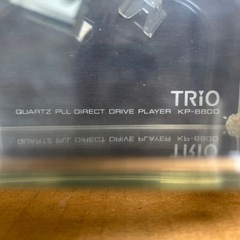 TRIO
QUARTZ PLL DIRECT DRIVE PLAYER KP-880D